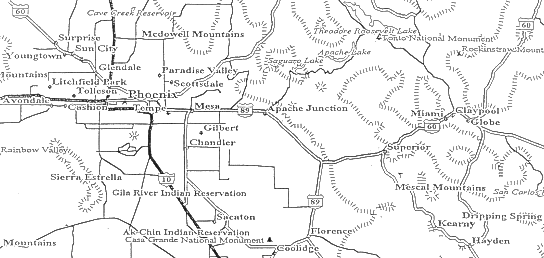 60
Cave Creek Reservoir
Theodore Roosevelt Lake
60
Surprise
Mcdowell Mountains
Tonto National Monument
Sun City
Apache Lake
Youngtown
Saguaro Lake
Glendale
Mountains
Paradise Valley
Litchfield Park
Scottsdale
Tolleson
Phoenix
Avondale
Cashion
Tempe
Mesa
89
Apache Junction
Miami
Claypool
Globe
60
Gilbert
Chandler
Superior
Rainbow Valley
Sierra Estrella
10
Mescal Mountains
San Carlos
Gila River Indian Reservation
89
Sacaton
Dripping Spring
Kearny
Ak-Chin Indian Reservation
Florence
Mountains
Casa Grande National Monument
Coolidge
Hayden